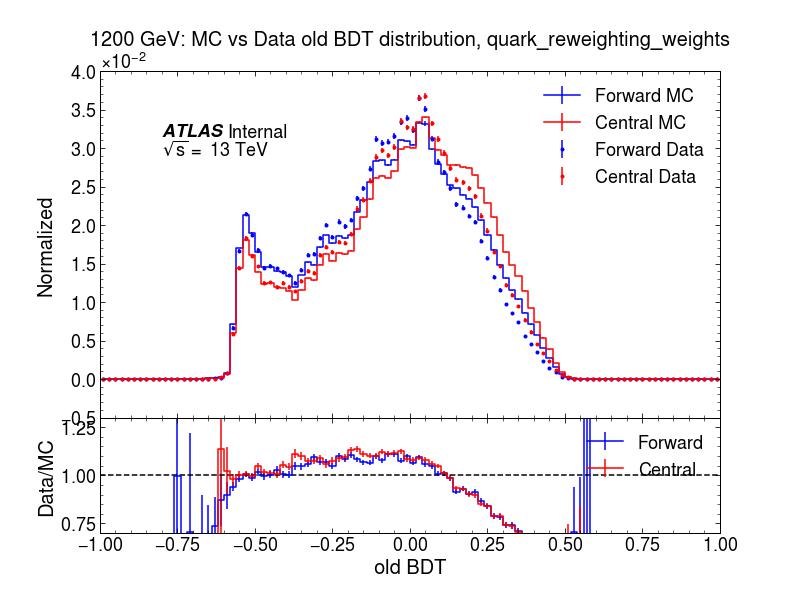 1200 GeV: MC vs Data old BDT distribution, quark_reweighting_weights
×10⁻²
4.0
3.5
3.0
2.5
2.0
1.5
1.0
0.5
0.0
0.5
Normalized
ATLAS Internal
√s = 13 TeV
Forward MC
Central MC
Forward Data
Central Data
1.25
1.00
0.75
Data/MC
Forward
Central
−1.00 −0.75 −0.50 −0.25 0.00 0.25 0.50 0.75 1.00
old BDT